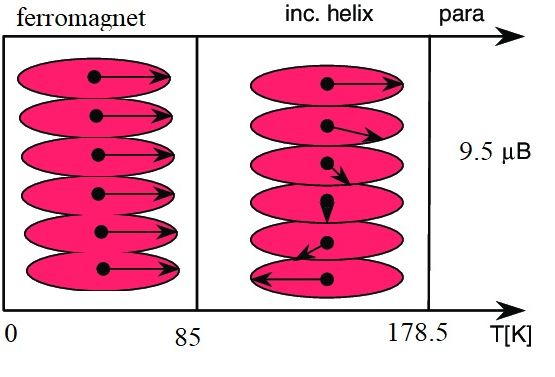 ferromagnet
inc. helix
para
9.5 μB
0
85
178.5
T[K]